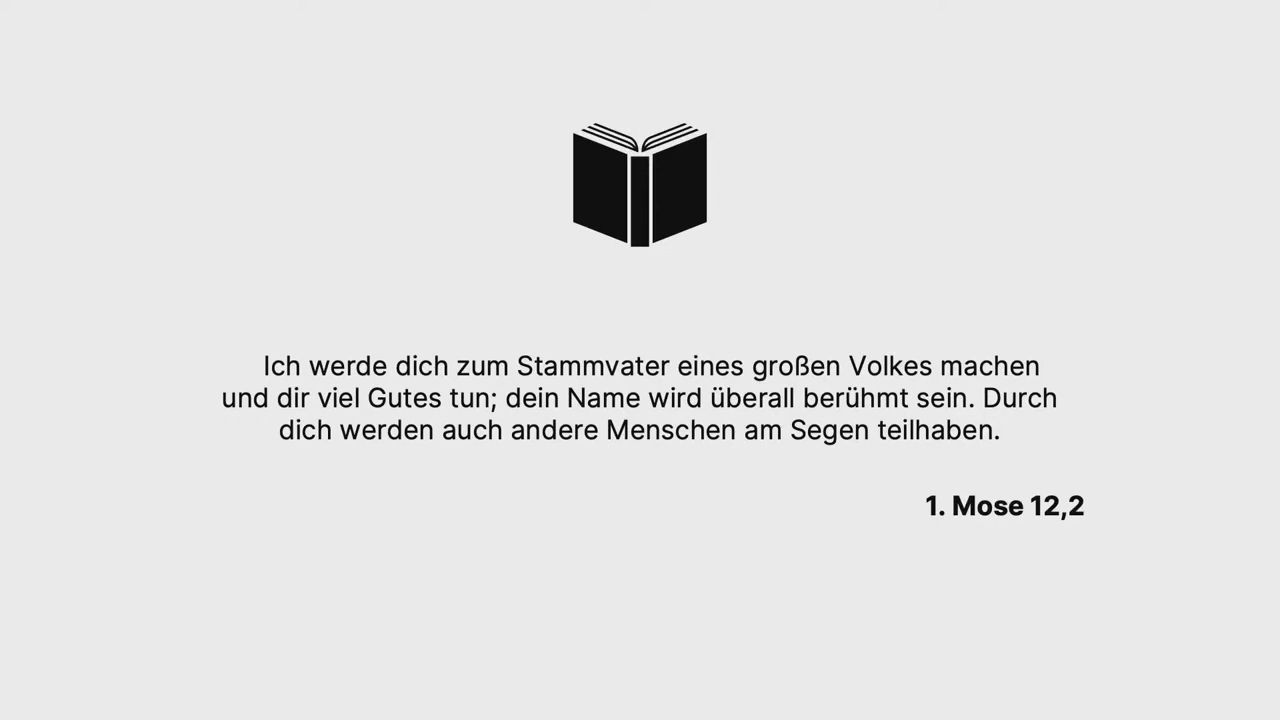 Ich werde dich zum Stammvater eines großen Volkes machen
und dir viel Gutes tun; dein Name wird überall berühmt sein. Durch
dich werden auch andere Menschen am Segen teilhaben.
1. Mose 12,2